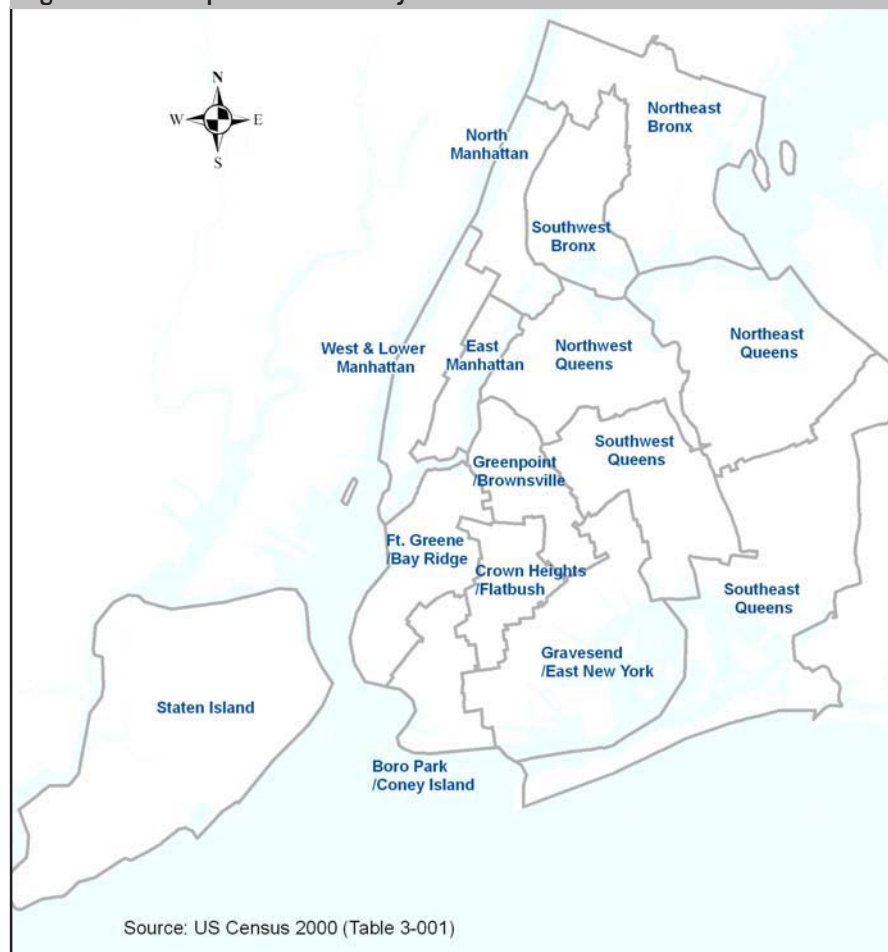 N
W
E
S
Northeast
Bronx
North
Manhattan
Southwest
Bronx
West & Lower
Manhattan
East
Manhattan
Northwest
Queens
Northeast
Queens
Southwest
Queens
Greenpoint
/Brownsville
Ft. Greene
/Bay Ridge
Crown Heights
/Flatbush
Southeast
Queens
Gravesend
/East New York
Staten Island
Boro Park
/Coney Island
Source: US Census 2000 (Table 3-001)